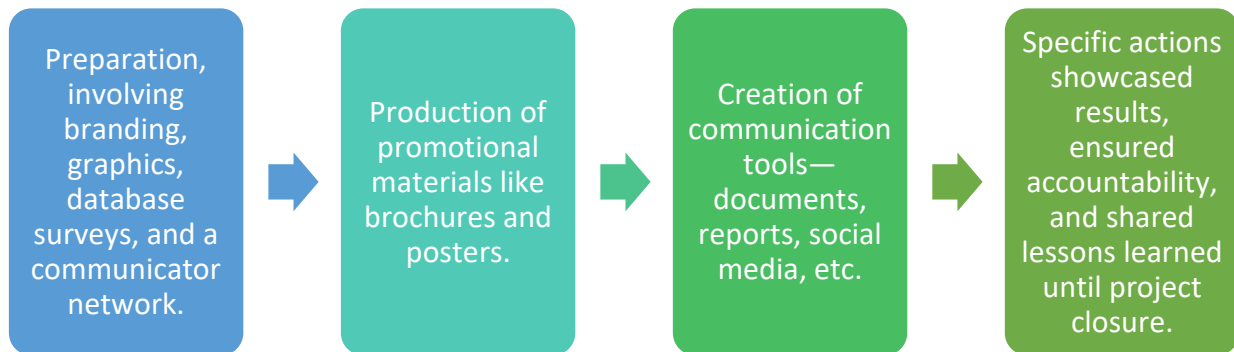 Preparation,
involving
branding,
graphics,
database
surveys, and a
communicator
network.
Production of
promotional
materials like
brochures and
posters.
Creation of
communication
tools—
documents,
reports, social
media, etc.
Specific actions
showcased
results,
ensured
accountability,
and shared
lessons learned
until project
closure.